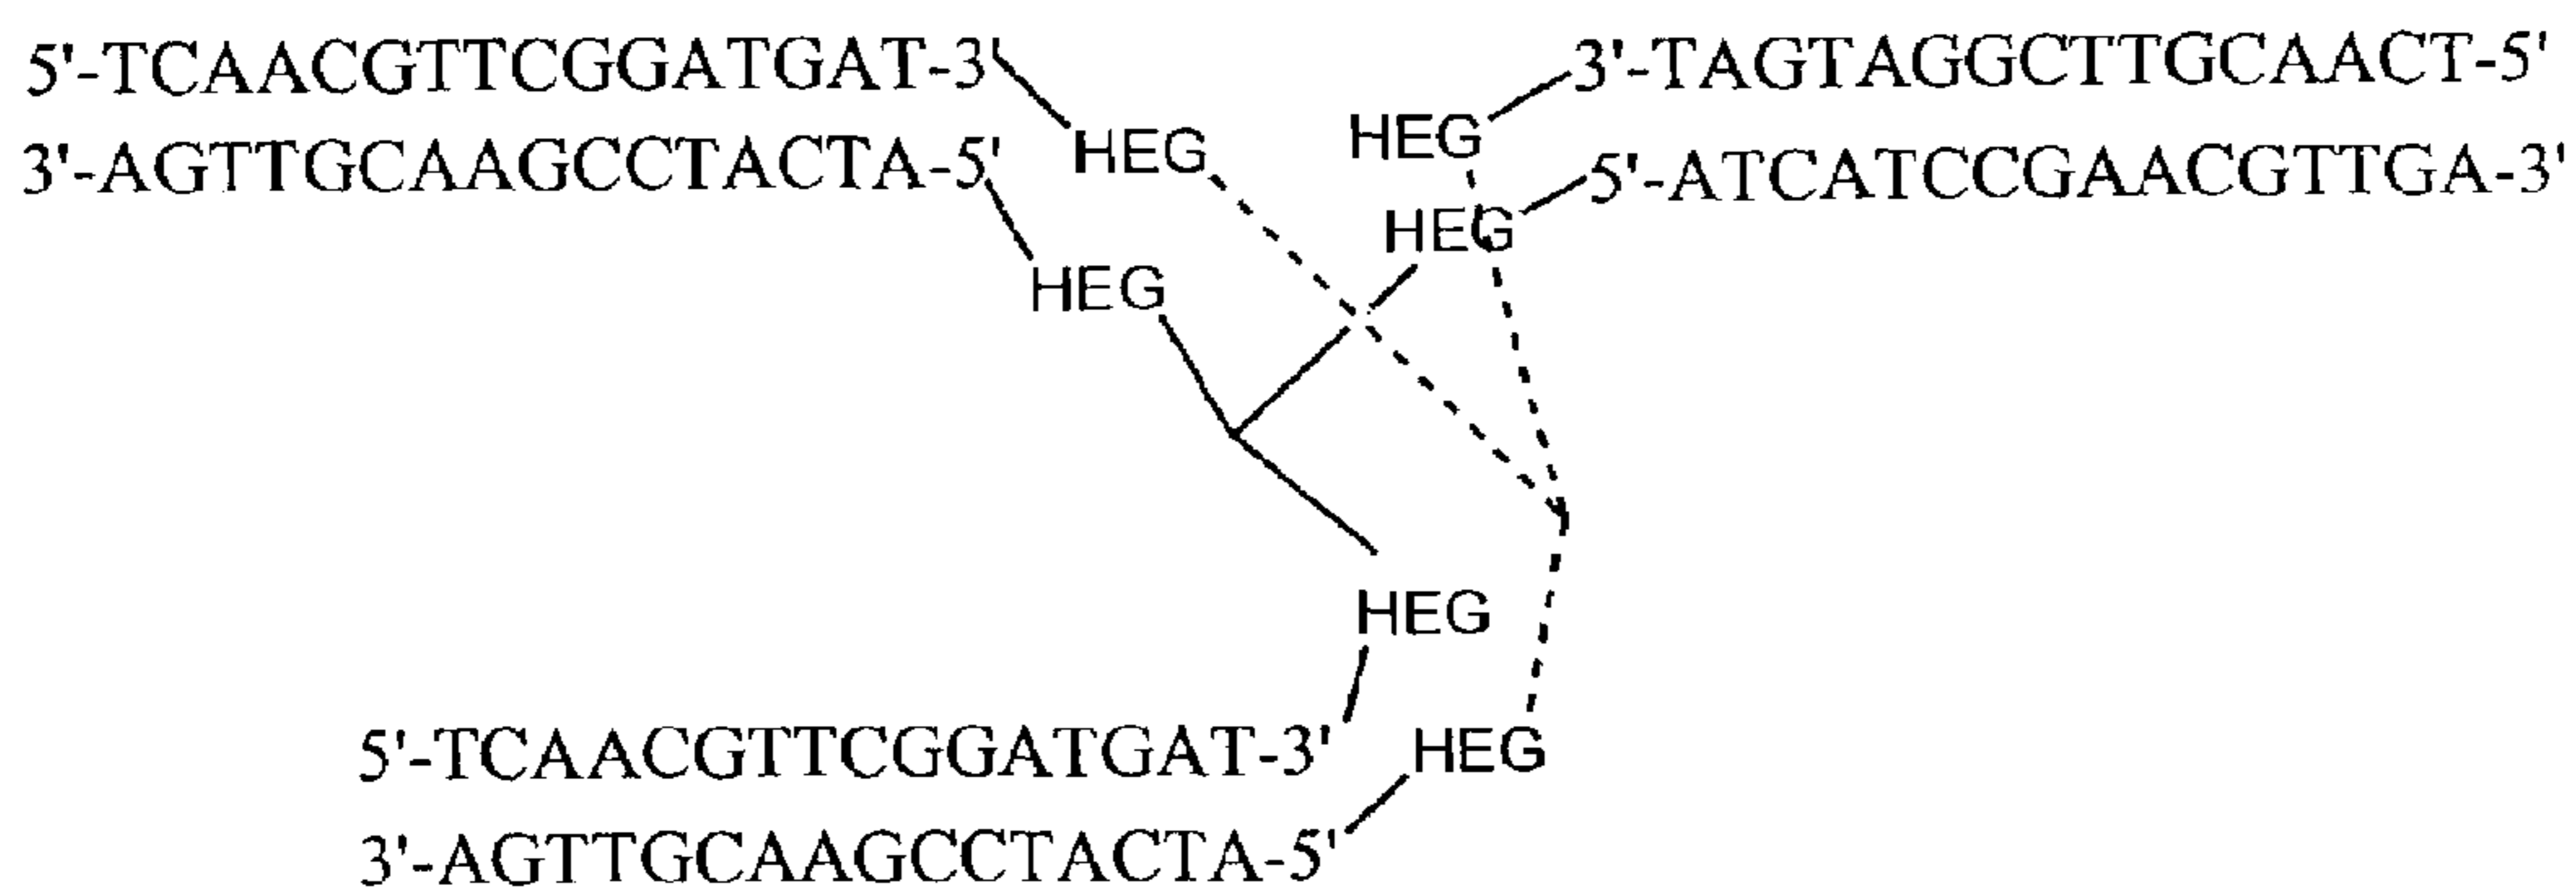 5'-TCAACGTTCGGATGAT-3'
3'-AGTTGCAAGCCTACTA-5'
HEG
HEG
3'-TAGTAGGCTTGCAACT-5'
HEG
5'-ATCATCCGAACGTTGA-3'
HEG
HEG
5'-TCAACGTTCGGATGAT-3'
HEG
3'-AGTTGCAAGCCTACTA-5'